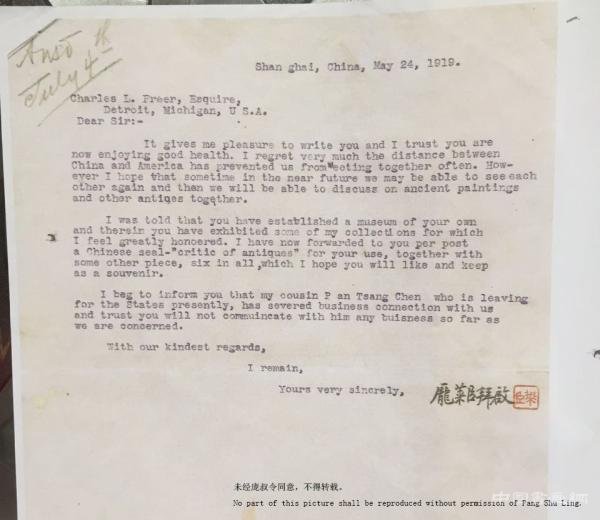 Ansd
July 4th
Shan ghai, China, May 24, 1919.
Charles L. Freer, Esquire,
Detroit, Michigan, U S.A.
Dear Sir:-
It gives me pleasure to write you and I trust you are
now enjoying good health. I regret very much the distance between
China and America has prevented us from meeting together often. How-
ever I hope that sometime in the near future we may be able to see each
other again and then we will be able to discuss on ancient paintings
and other antiqes together.
I was told that you have established a museum of your own
and therein you have exhibited some of my collections for which
I feel greatly honored. I have now forwarded to you per post
a Chinese seal-"critic of antiques" for your use, together with
some other piece, six in all,which I hope you will like and keep
as a souvenir.
I beg to inform you that my cousin P an Tsang Chen who is leaving
for the States presently, has severed business connection with us
and trust you will not commuincate with him any buisness so far as
we are concerned.
With our kindest regards,
I remain,
Yours very sincrely,
龐萊臣拜啟
未经庞叔令同意，不得转载。
No part of this picture shall be reproduced without permission of Pang Shu Ling.